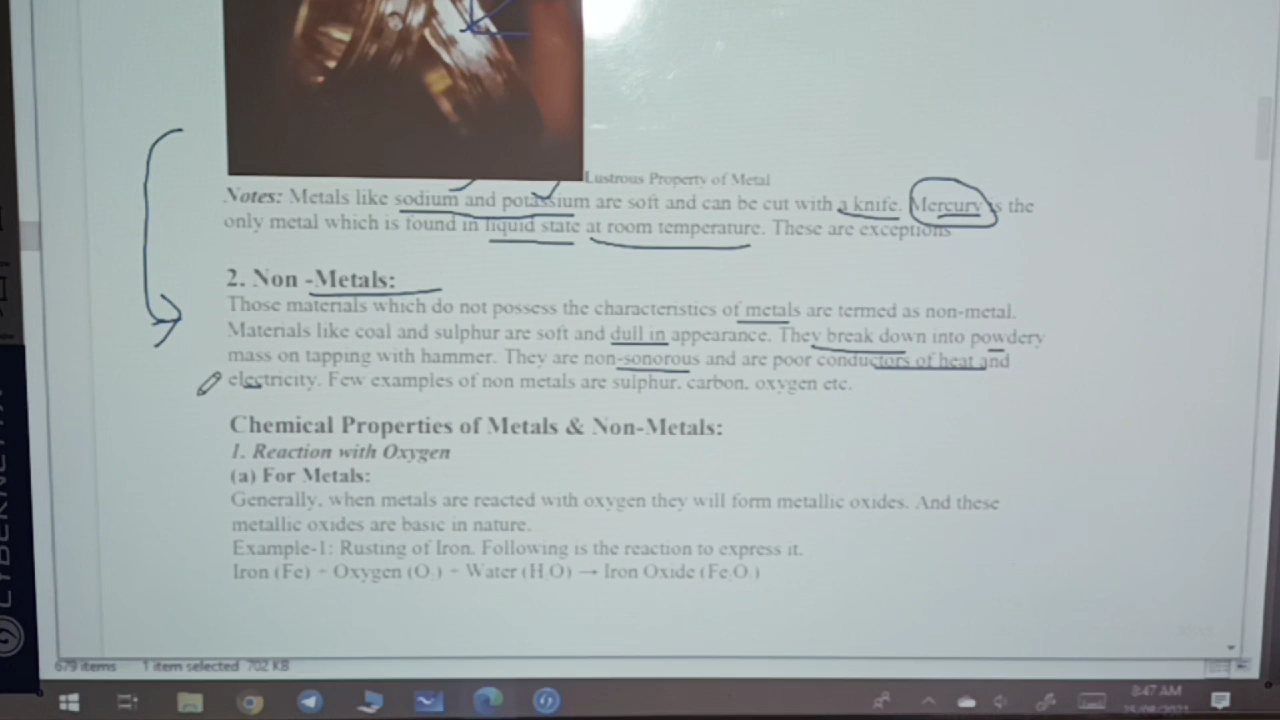 Lustrous Property of Metal
Notes: Metals like sodium and potassium are soft and can be cut with a knife. Mercury is the
only metal which is found in liquid state at room temperature. These are exceptions
2. Non -Metals:
Those materials which do not possess the characteristics of metals are termed as non-metal.
Materials like coal and sulphur are soft and dull in appearance. They break down into powdery
mass on tapping with hammer. They are non-sonorous and are poor conductors of heat and
electricity. Few examples of non metals are sulphur, carbon, oxygen etc.
Chemical Properties of Metals & Non-Metals:
1. Reaction with Oxygen
(a) For Metals:
Generally, when metals are reacted with oxygen they will form metallic oxides. And these
metallic oxides are basic in nature.
Example-1: Rusting of Iron. Following is the reaction to express it.
Iron (Fe) + Oxygen (O₂) + Water (H₂O) → Iron Oxide (Fe₂O₃)
679 items 1 item selected 702 KB
8:47 AM